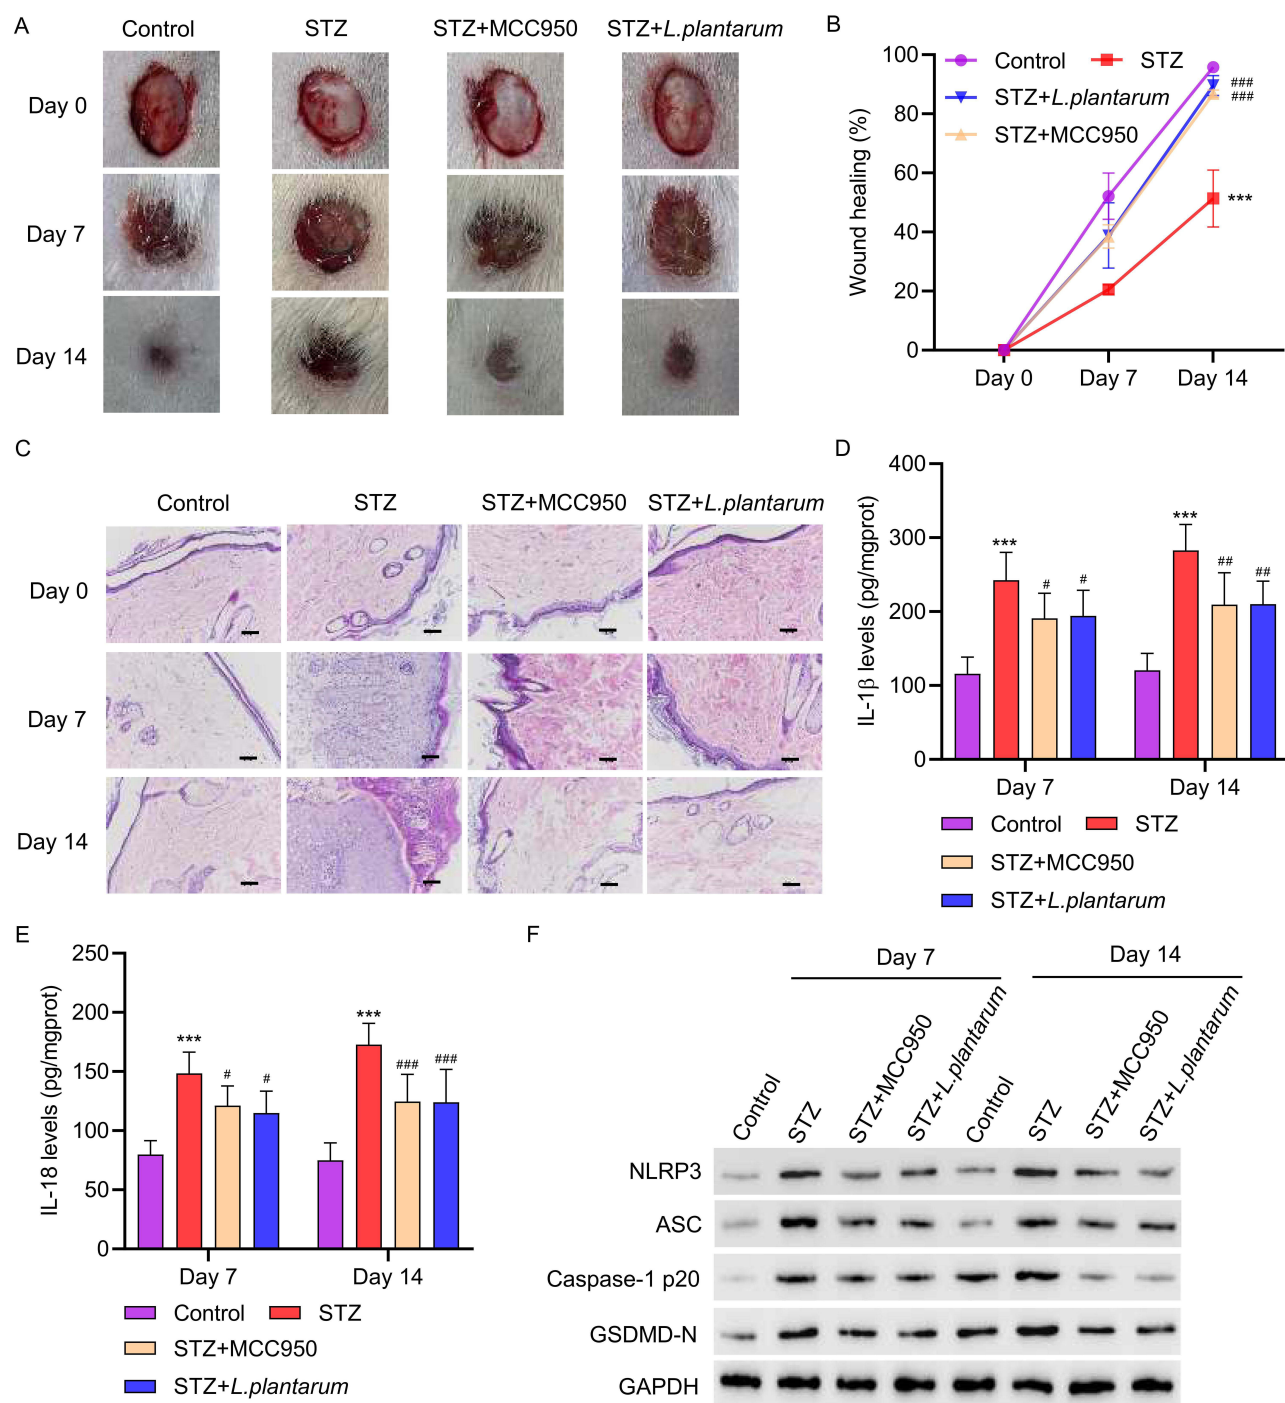 A
Control STZ STZ+MCC950 STZ+L.plantarum
Day 0
Day 7
Day 14
B
Wound healing (%)
100
80
60
40
20
0
Control STZ
STZ+L.plantarum
STZ+MCC950
###
###
***
Day 0 Day 7 Day 14
C
Control STZ STZ+MCC950 STZ+L.plantarum
Day 0
Day 7
Day 14
D
IL-1β levels (pg/mgprot)
400
300
200
100
0
*** # # *** ## ##
Day 7 Day 14
Control STZ
STZ+MCC950
STZ+L.plantarum
E
IL-18 levels (pg/mgprot)
250
200
150
100
50
0
*** # # *** ### ###
Day 7 Day 14
Control STZ
STZ+MCC950
STZ+L.plantarum
F
Day 7 Day 14
Control STZ STZ+MCC950 STZ+L.plantarum Control STZ STZ+MCC950 STZ+L.plantarum
NLRP3
ASC
Caspase-1 p20
GSDMD-N
GAPDH